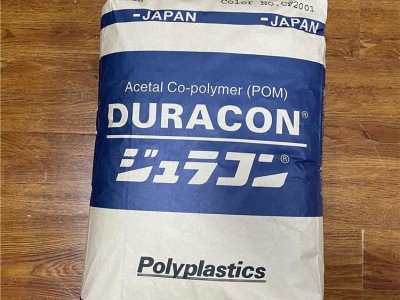 Color No.CF2001
-JAPAN
-JAPAN-
Acetal Co-polymer (POM)
DURACON®
ジュラコン®
Polyplastics